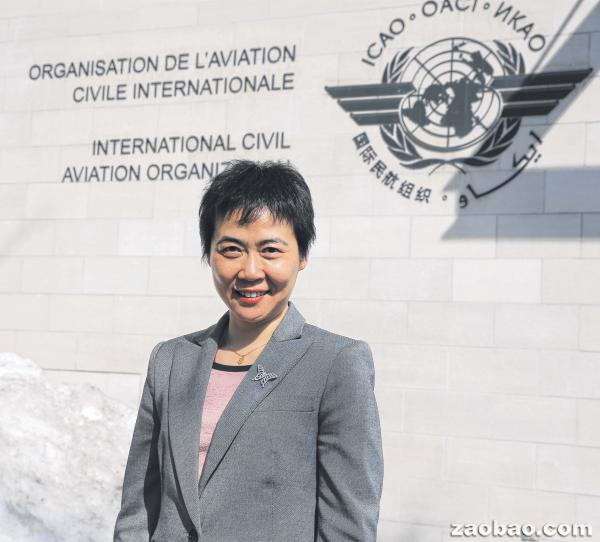 ORGANISATION DE L'AVIATION
CIVILE INTERNATIONALE
INTERNATIONAL CIVIL
AVIATION ORGANI
ICAO · OACI · ИКАО
国际民航组织 · إيكاو
zaobao.com